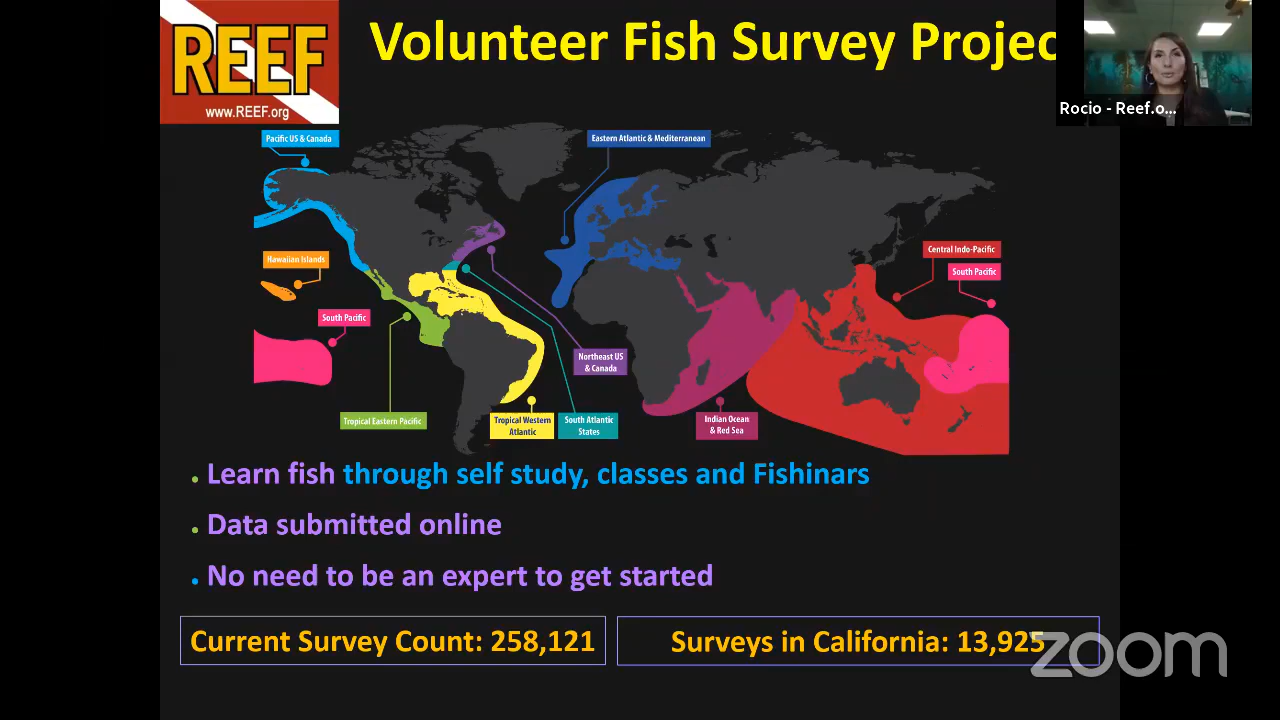 REEF
www.REEF.org
Volunteer Fish Survey Projec
Rocio - Reef.o...
Pacific US & Canada
Eastern Atlantic & Mediterranean
Central Indo-Pacific
Hawaiian Islands
South Pacific
South Pacific
Northeast US
& Canada
Tropical Eastern Pacific
Tropical Western
Atlantic
South Atlantic
States
Indian Ocean
& Red Sea
• Learn fish through self study, classes and Fishinars
• Data submitted online
• No need to be an expert to get started
Current Survey Count: 258,121
Surveys in California: 13,925
zoom